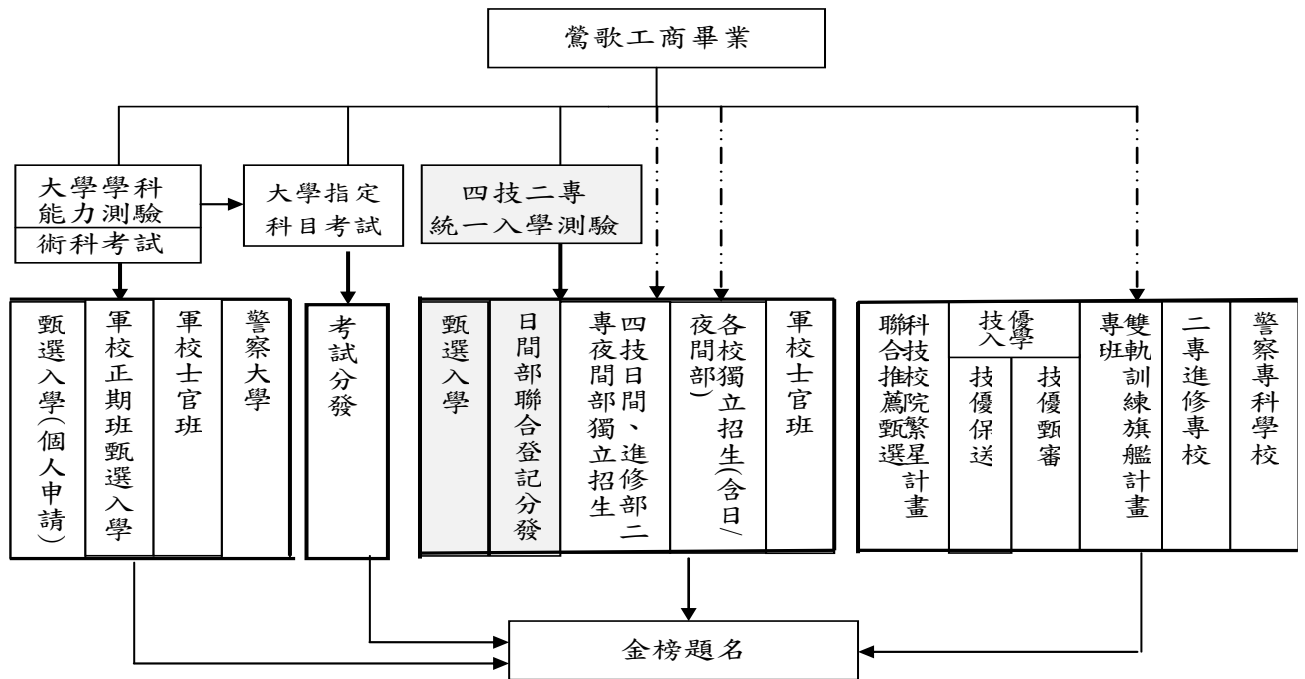 鶯歌工商畢業
大學學科
能力測驗
術科考試
大學指定
科目考試
四技二專
統一入學測驗
甄選入學(個人申請)
軍校正期班甄選入學
軍校士官班
警察大學
考試分發
甄選入學
日間部聯合登記分發
四技日間、進修部二
專夜間部獨立招生
各校獨立招生(含日/
夜間部)
軍校士官班
科技校院繁星計畫
聯合推薦甄選
技優入學
技優保送
技優甄審
雙軌訓練旗艦計畫
專班
二專進修專校
警察專科學校
金榜題名